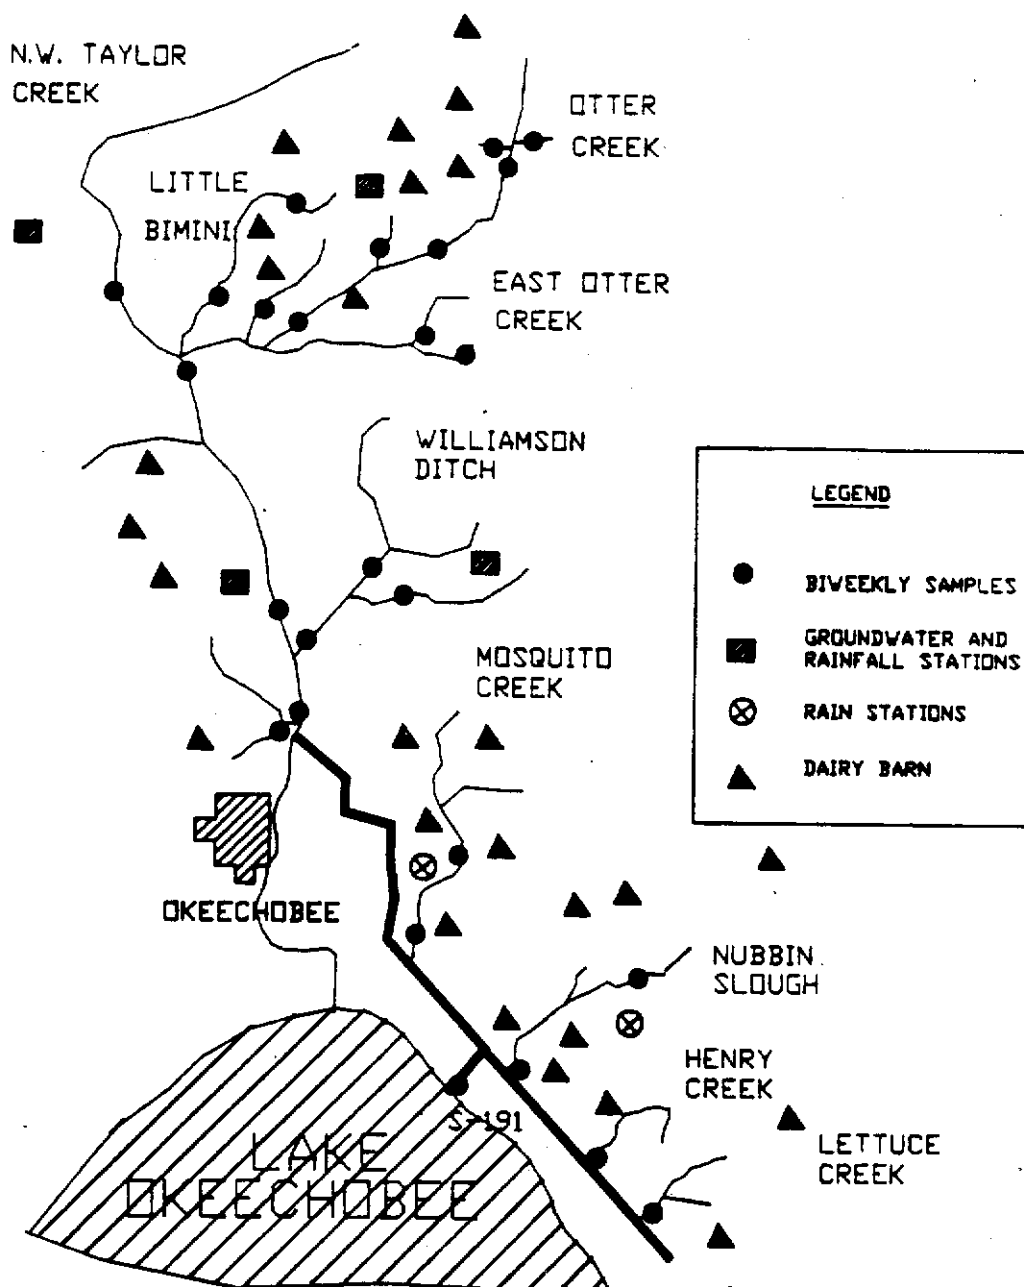 N.W. TAYLOR
CREEK
OTTER
CREEK
LITTLE
BIMINI
EAST OTTER
CREEK
WILLIAMSON
DITCH
LEGEND
BIWEEKLY SAMPLES
GROUNDWATER AND
RAINFALL STATIONS
RAIN STATIONS
DAIRY BARN
MOSQUITO
CREEK
OKEECHOBEE
NUBBIN
SLOUGH
HENRY
CREEK
S-191
LETTUCE
CREEK
LAKE
OKEECHOBEE